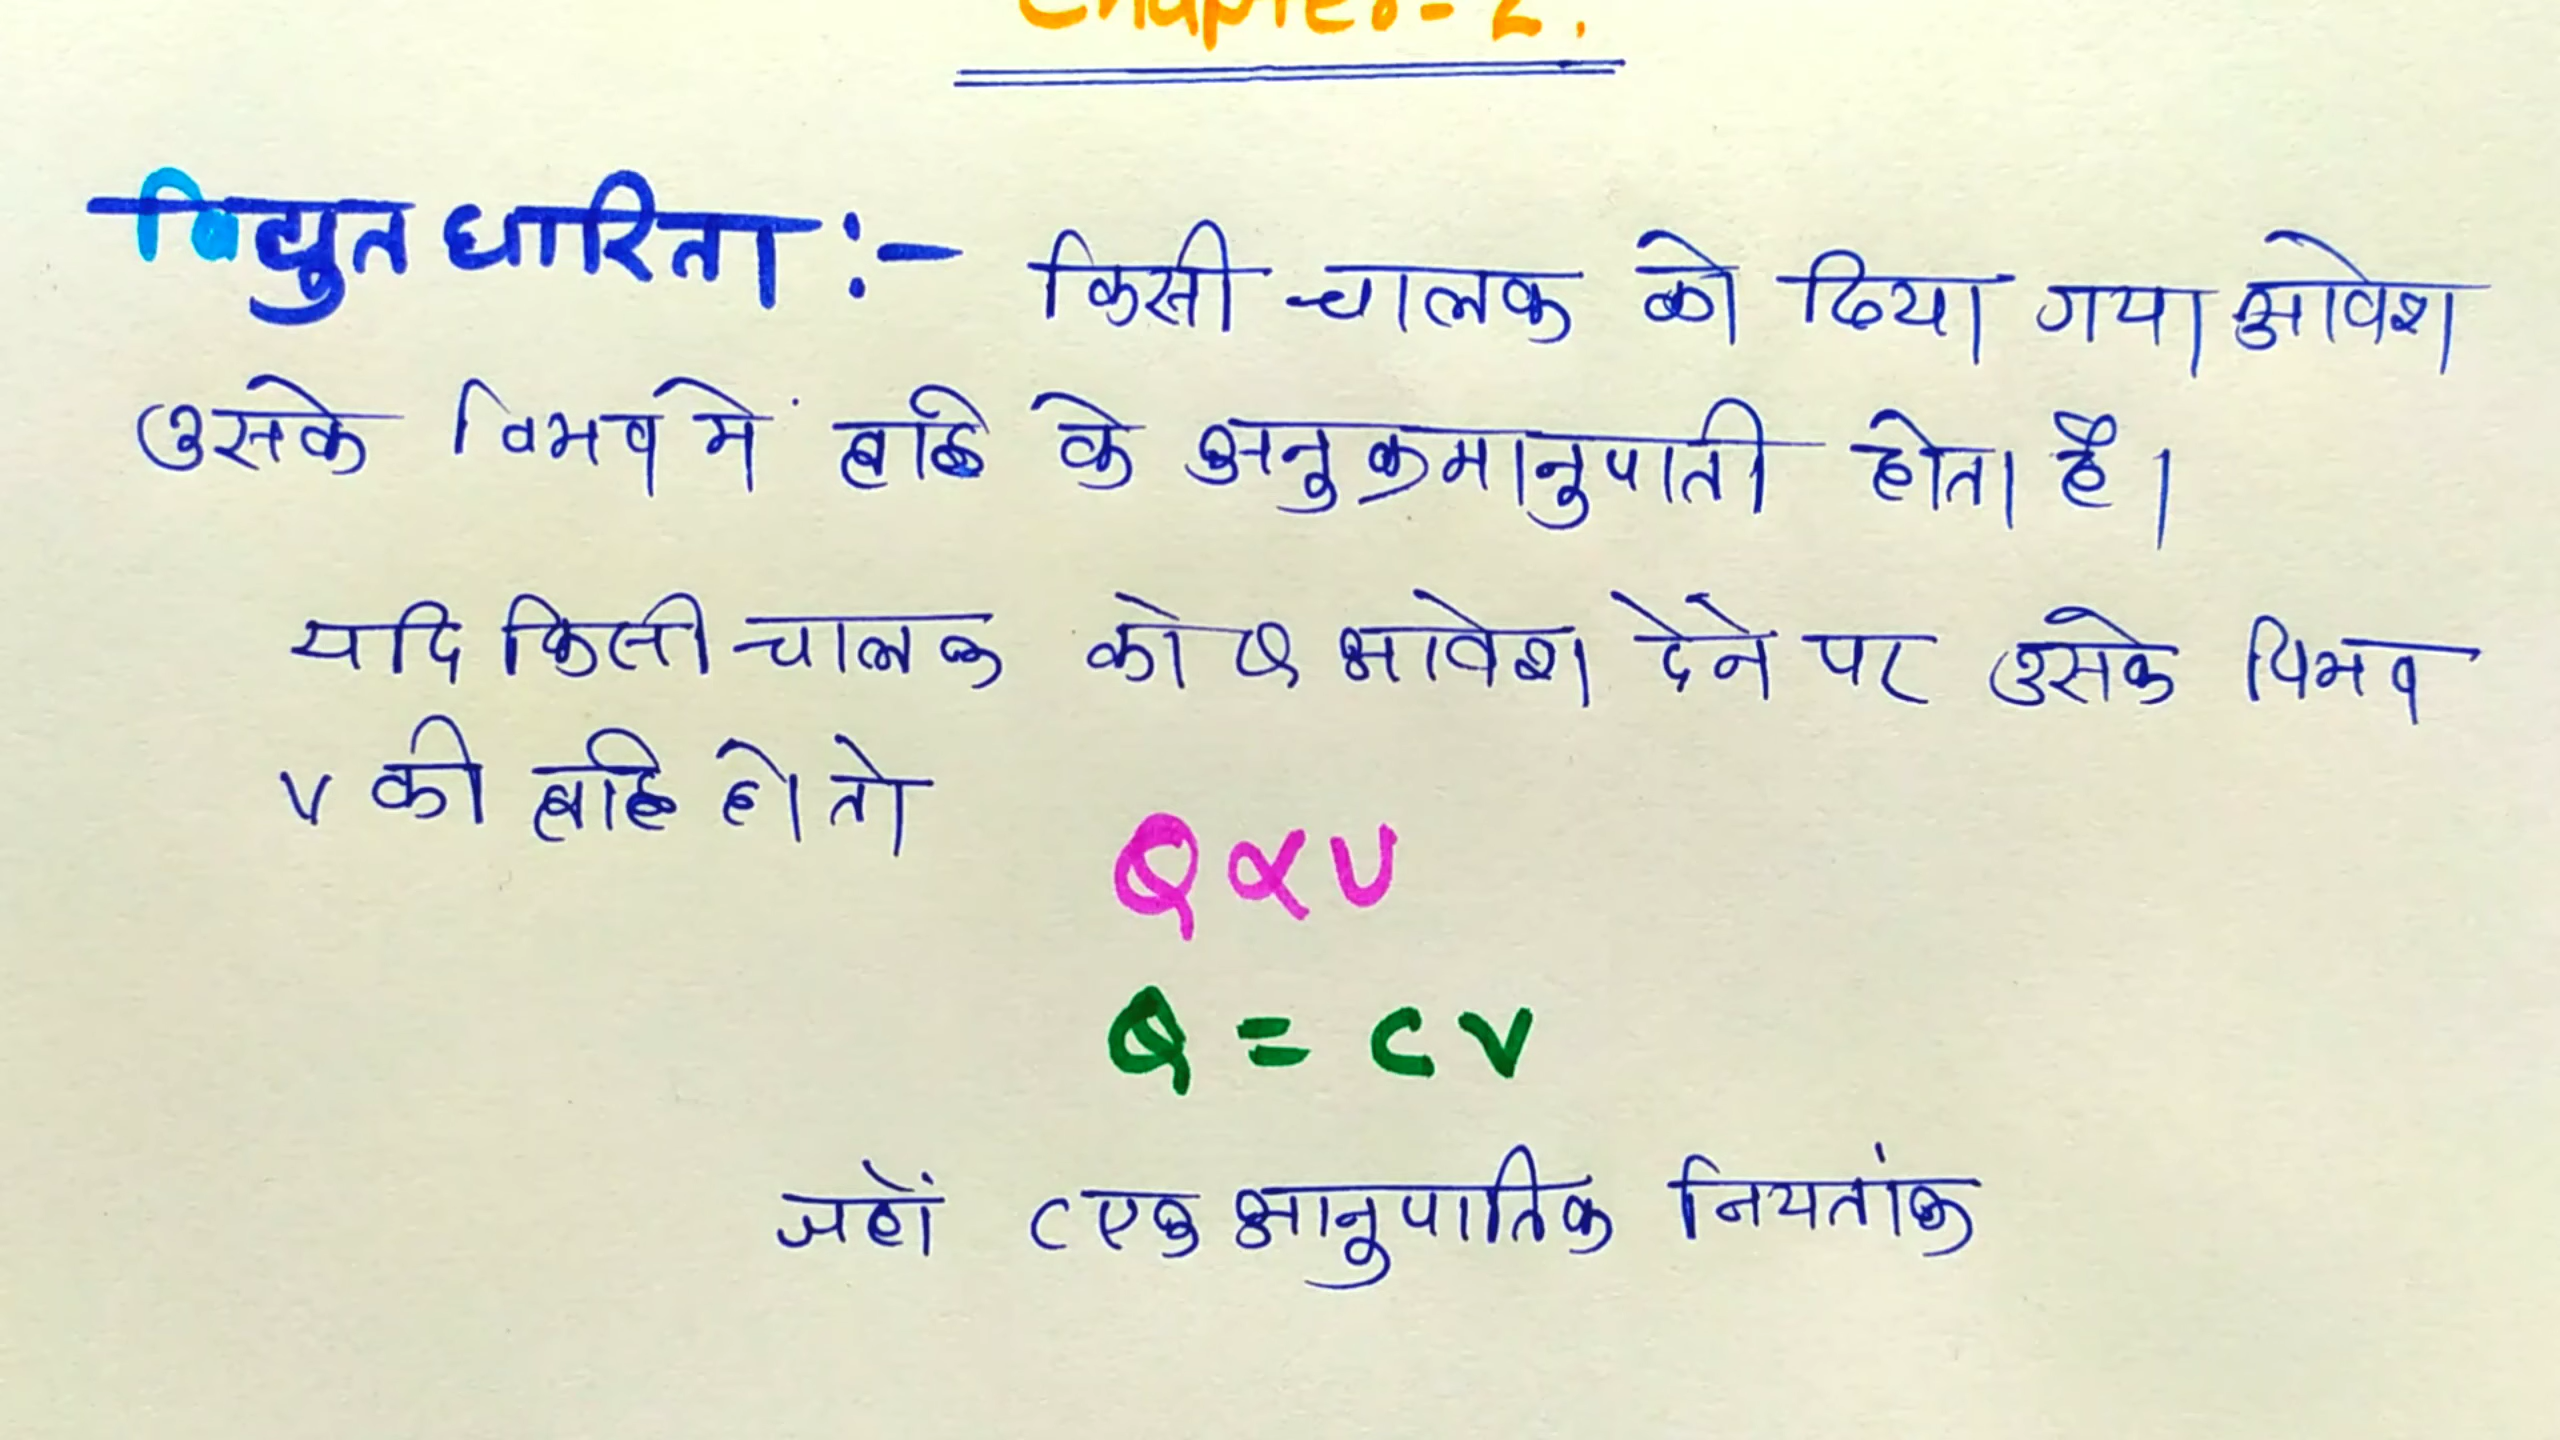 Chapter - 2.
विद्युत धारिता :- किसी चालक को दिया गया आवेश
उसके विभव में वृद्धि के अनुक्रमानुपाती होता है।
यदि किसी चालक को Q आवेश देने पर उसके विभव
V की वृद्धि हो तो
Q ∝ V
Q = C V
जहाँ C एक आनुपातिक नियतांक